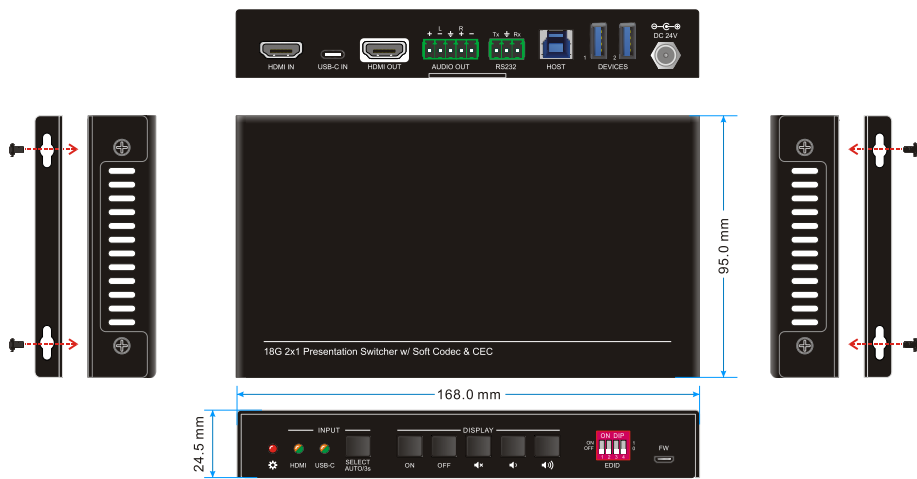 L R
+ − ⏚ + −
Tx ⏚ Rx
DC 24V
1 2
HDMI IN USB-C IN HDMI OUT AUDIO OUT RS232 HOST DEVICES
95.0 mm
18G 2x1 Presentation Switcher w/ Soft Codec & CEC
168.0 mm
24.5 mm
INPUT DISPLAY
ON DIP
ON
OFF
1
0
1 2 3 4
FW
HDMI USB-C SELECT
AUTO/3s
ON OFF EDID